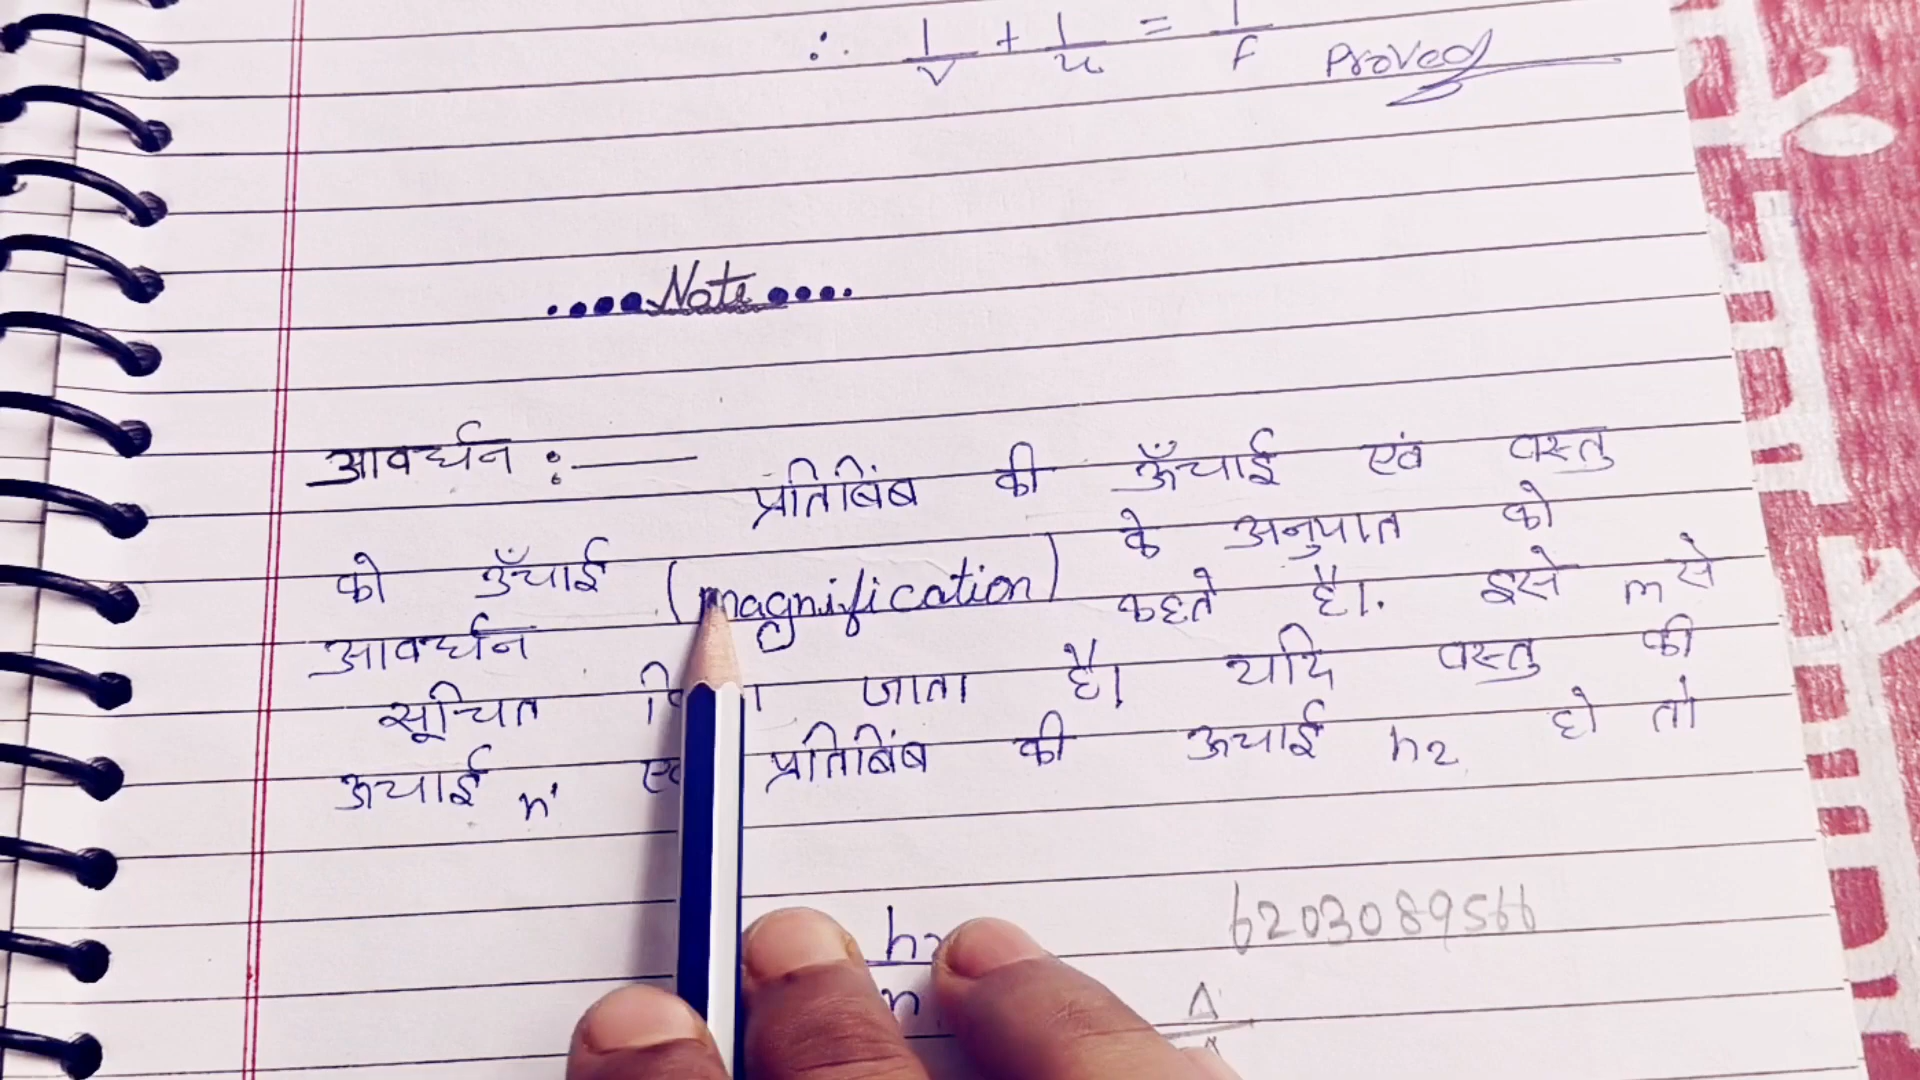 ∴ 1/v + 1/u = 1/f Proved
....Note....
आवर्धन :— प्रतिबिंब की ऊँचाई एवं वस्तु
को ऊँचाई के अनुपात को
आवर्धन (magnification) कहते है. इसे m से
सूचित जाता है। यदि वस्तु की
ऊचाई h' प्रतिबिंब की ऊचाई h2 हो तो
h2
6203089566